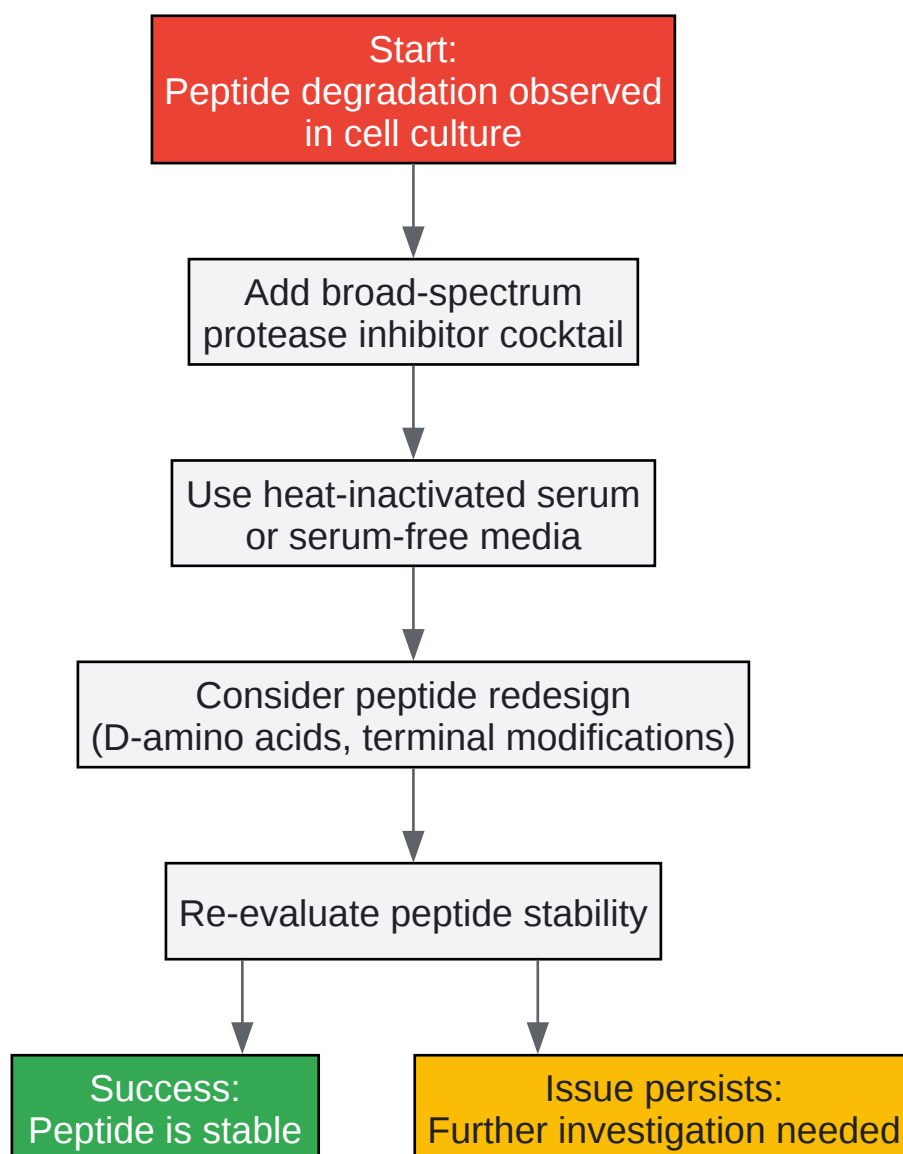 Start:
Peptide degradation observed
in cell culture
Add broad-spectrum
protease inhibitor cocktail
Use heat-inactivated serum
or serum-free media
Consider peptide redesign
(D-amino acids, terminal modifications)
Re-evaluate peptide stability
Success:
Peptide is stable
Issue persists:
Further investigation needed